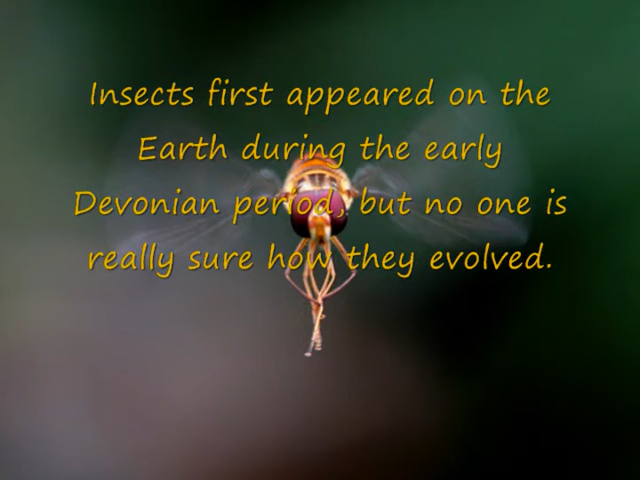 Insects first appeared on the
Earth during the early
Devonian period, but no one is
really sure how they evolved.